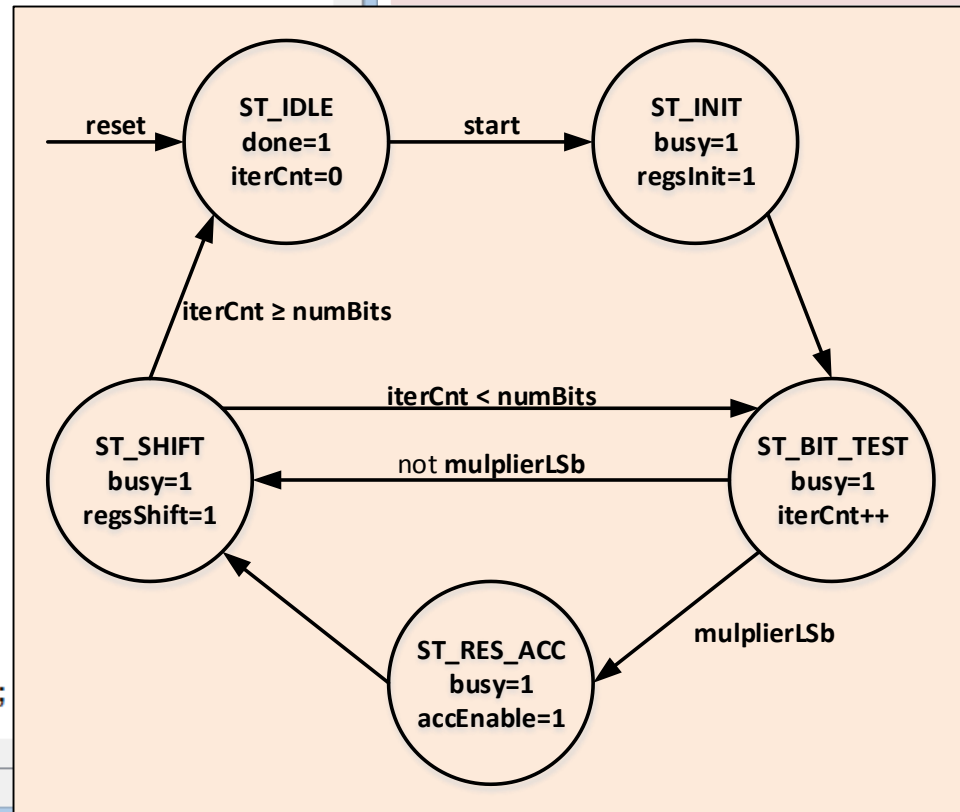 reset
ST_IDLE
done=1
iterCnt=0
start
ST_INIT
busy=1
regsInit=1
iterCnt ≥ numBits
iterCnt < numBits
ST_SHIFT
busy=1
regsShift=1
not mulplierLSb
ST_BIT_TEST
busy=1
iterCnt++
mulplierLSb
ST_RES_ACC
busy=1
accEnable=1
;